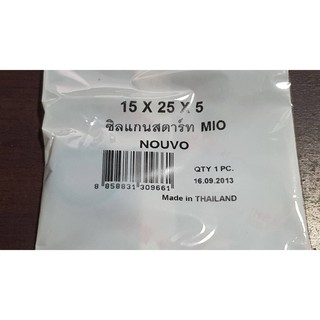 15 X 25 X 5
ซิลแกนสตาร์ท MIO
NOUVO
QTY 1 PC.
8 858831 309661
16.09.2013
Made in THAILAND